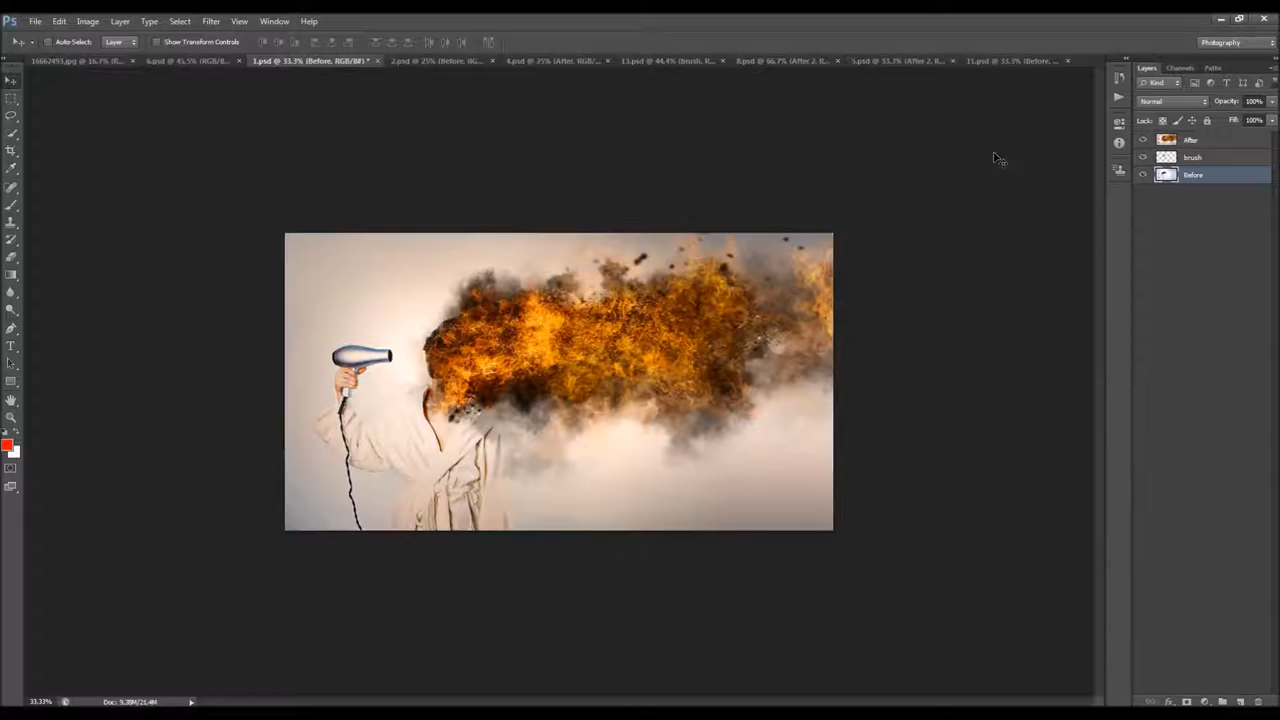 Ps File Edit Image Layer Type Select Filter View Window Help
Auto-Select: Layer Show Transform Controls Photography
16662493.jpg @ 16.7% (R... × 6.psd @ 45.5% (RGB/8... × 1.psd @ 33.3% (Before, RGB/8#) * × 2.psd @ 25% (Before, RG... × 4.psd @ 25% (After, RGB/... × 13.psd @ 44.4% (brush, R... × 8.psd @ 66.7% (After 2, R... × 5.psd @ 33.3% (After 2, R... × 11.psd @ 33.3% (Before, ... ×
Layers Channels Paths
Kind
Normal Opacity: 100%
Lock: Fill: 100%
After
brush
Before
33.33% Doc: 9.39M/21.4M